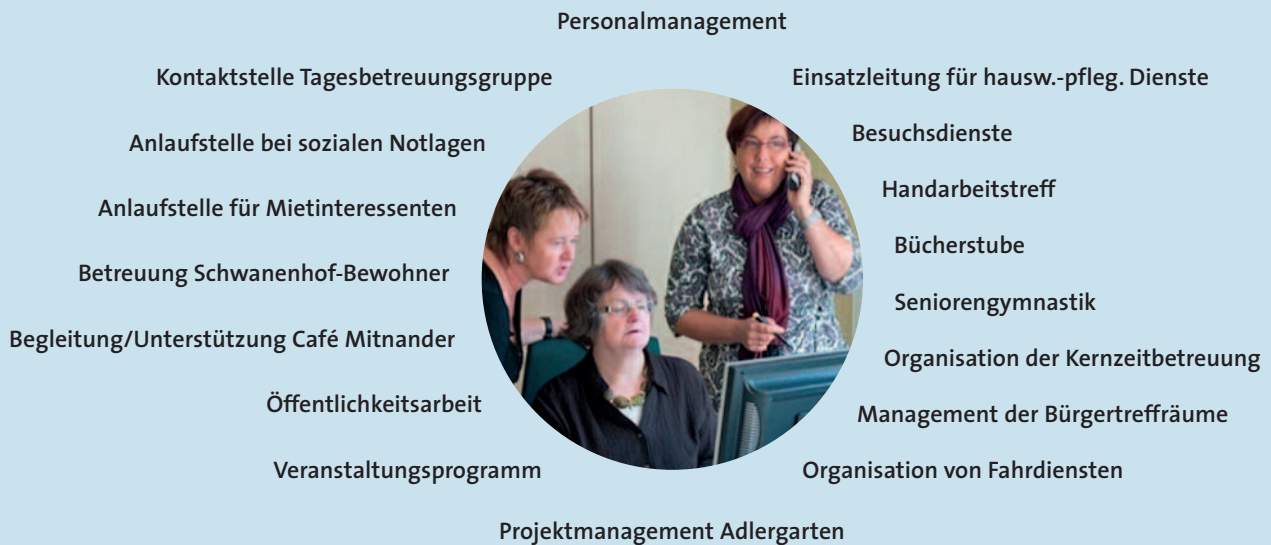 Personalmanagement
Kontaktstelle Tagesbetreuungsgruppe
Anlaufstelle bei sozialen Notlagen
Anlaufstelle für Mietinteressenten
Betreuung Schwanenhof-Bewohner
Begleitung/Unterstützung Café Mitnander
Öffentlichkeitsarbeit
Veranstaltungsprogramm
Einsatzleitung für hausw.-pfleg. Dienste
Besuchsdienste
Handarbeitstreff
Bücherstube
Seniorengymnastik
Organisation der Kernzeitbetreuung
Management der Bürgertreffräume
Organisation von Fahrdiensten
Projektmanagement Adlergarten